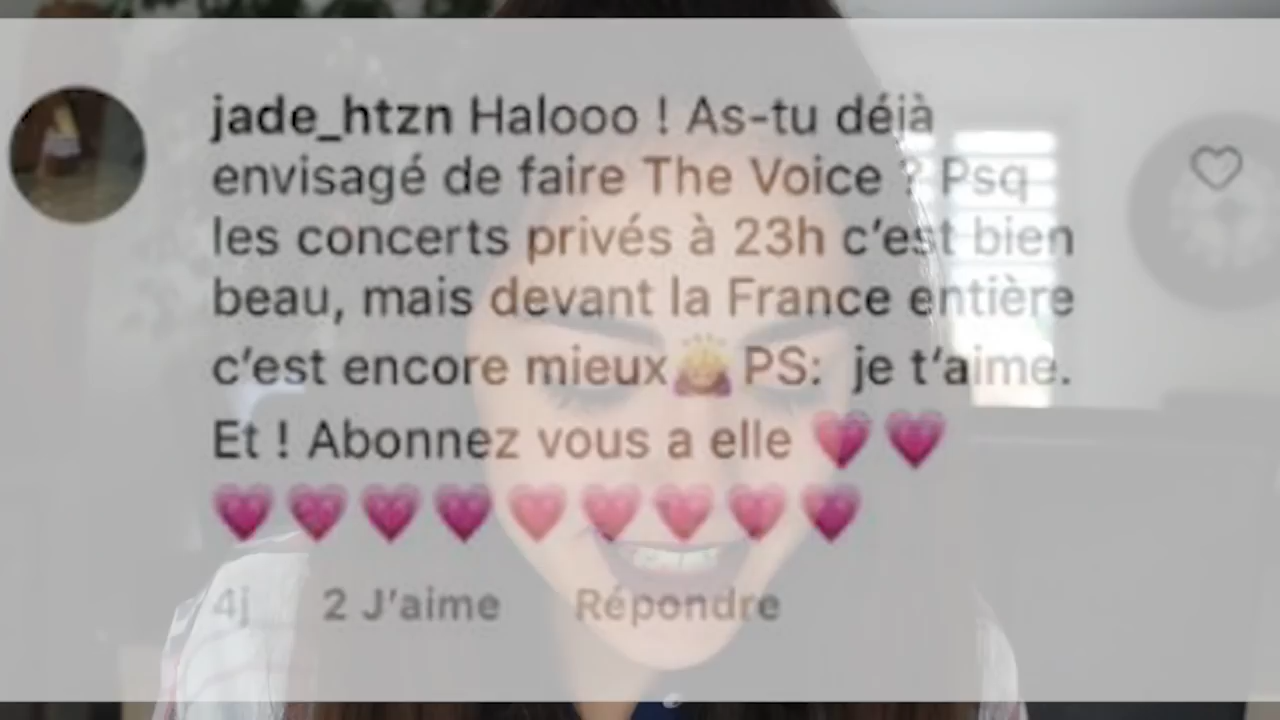 jade_htzn Halooo ! As-tu déjà
envisagé de faire The Voice ? Psq
les concerts privés à 23h c’est bien
beau, mais devant la France entière
c’est encore mieux🙇 PS:  je t’aime.
Et ! Abonnez vous a elle 💗💗
💗💗💗💗💗💗💗💗💗
4j 2 J’aime Répondre